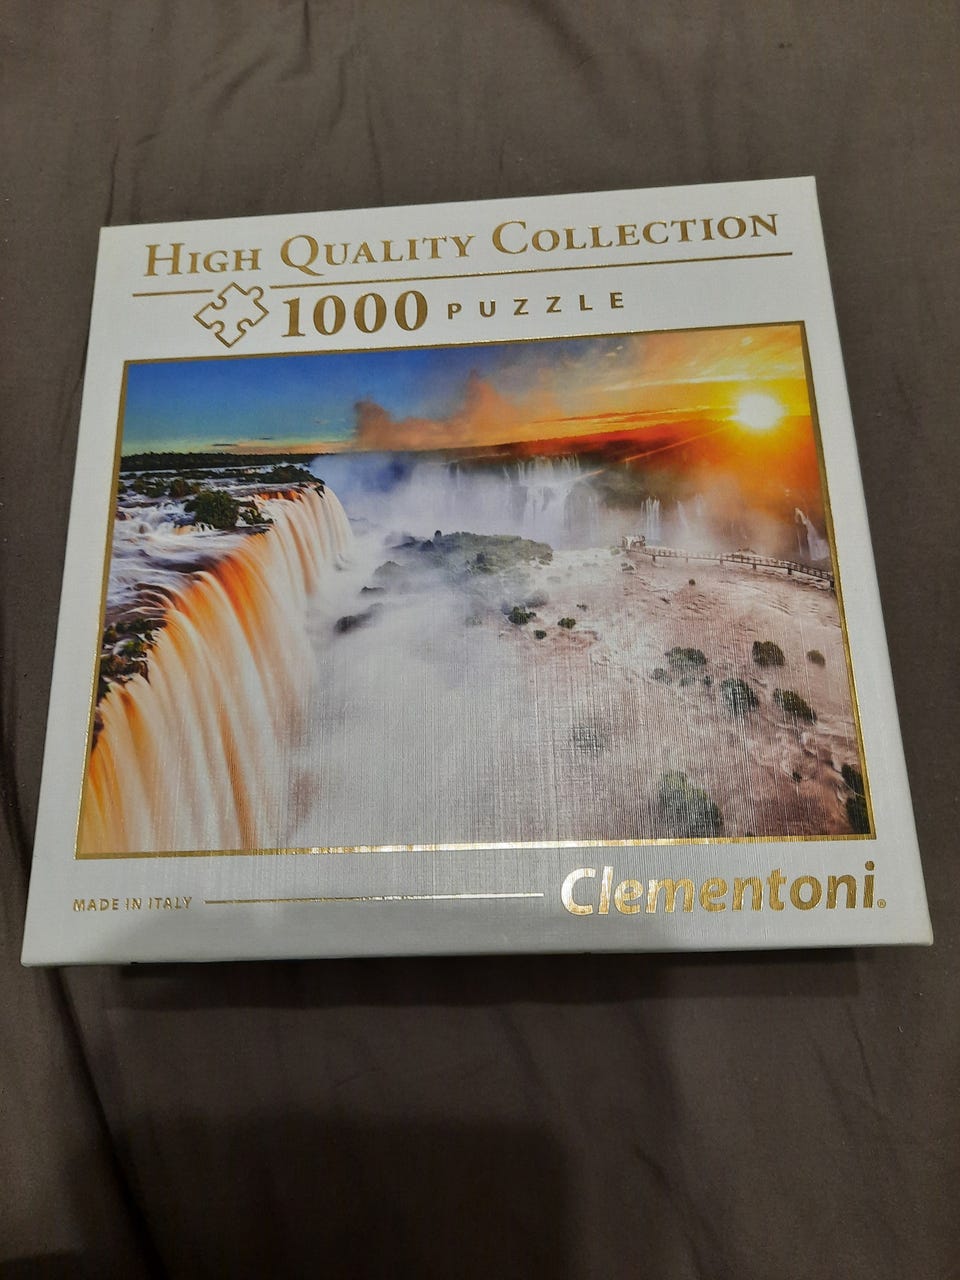 HIGH QUALITY COLLECTION
1000 PUZZLE
MADE IN ITALY
Clementoni®